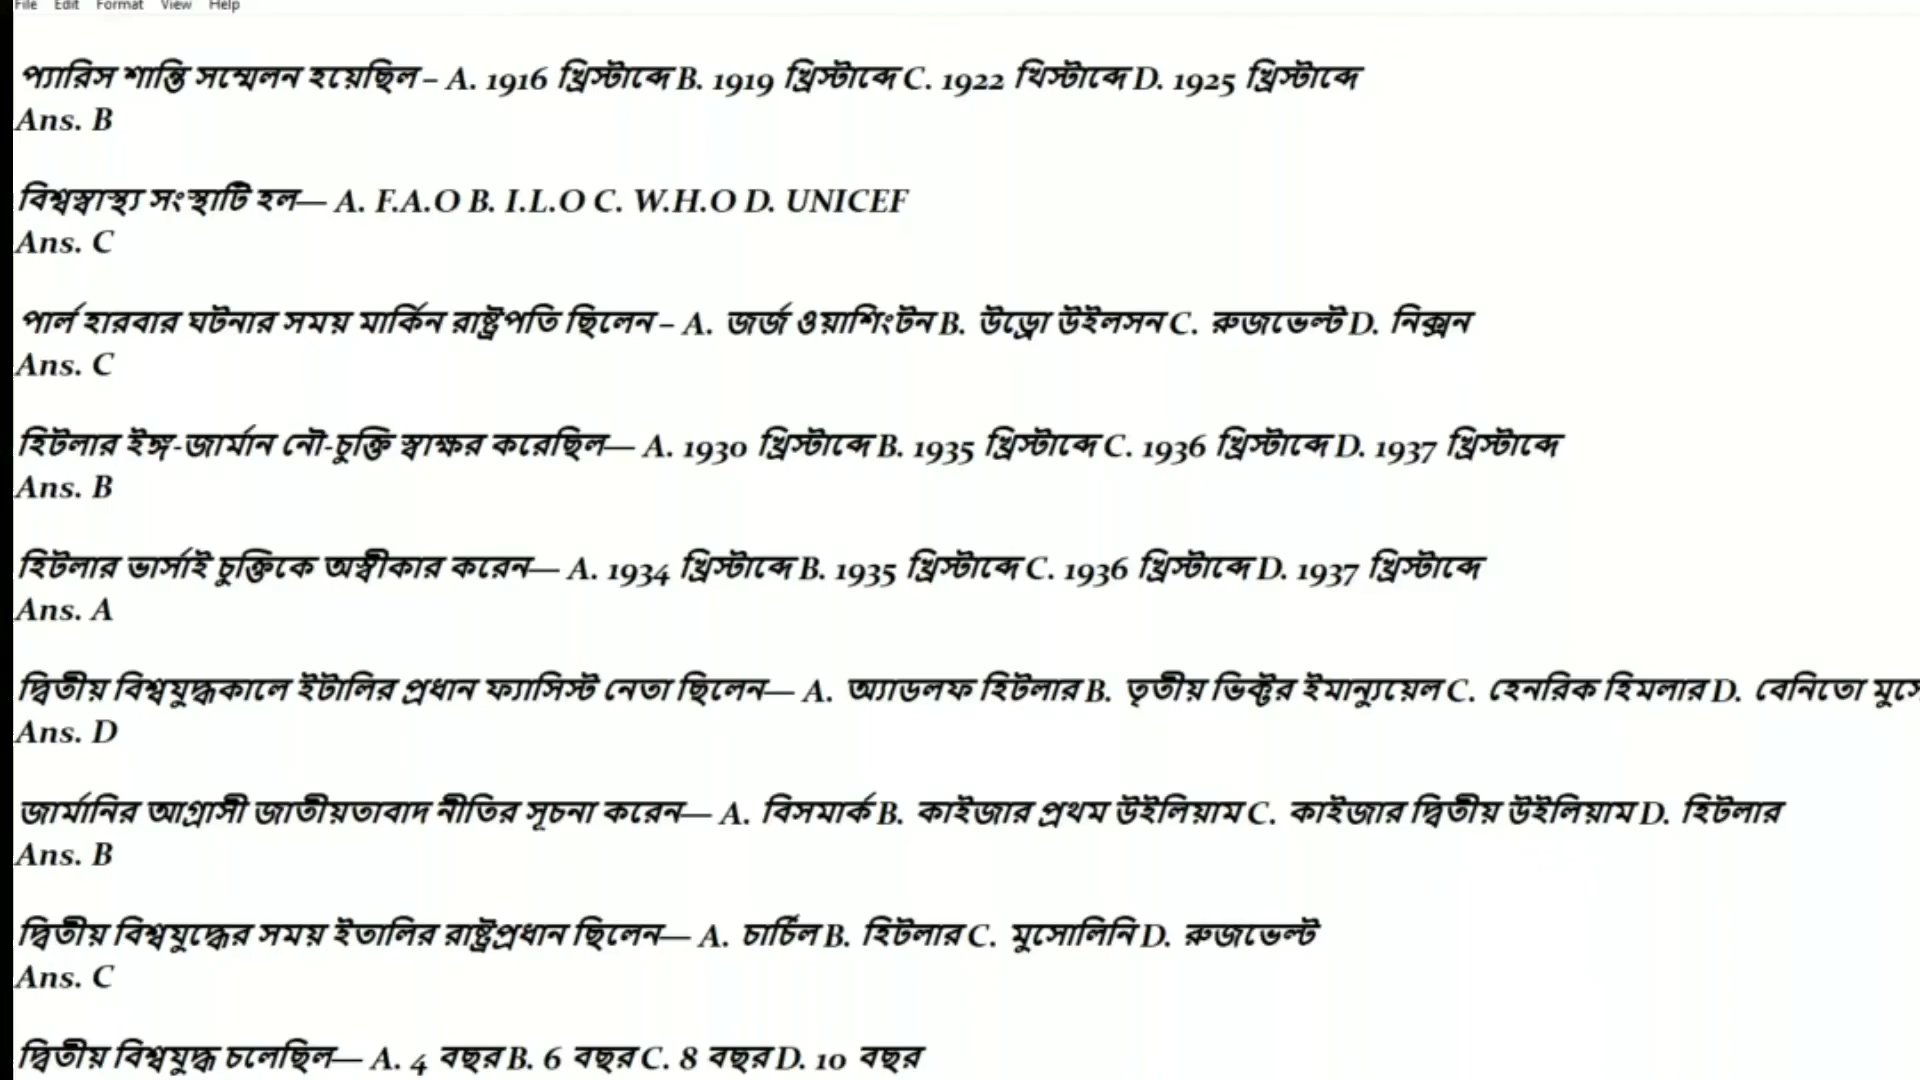 File Edit Format View Help
প্যারিস শান্তি সম্মেলন হয়েছিল – A. 1916 খ্রিস্টাব্দে B. 1919 খ্রিস্টাব্দে C. 1922 খিস্টাব্দে D. 1925 খ্রিস্টাব্দে
Ans. B
বিশ্বস্বাস্থ্য সংস্থাটি হল— A. F.A.O B. I.L.O C. W.H.O D. UNICEF
Ans. C
পার্ল হারবার ঘটনার সময় মার্কিন রাষ্ট্রপতি ছিলেন – A. জর্জ ওয়াশিংটন B. উড্রো উইলসন C. রুজভেল্ট D. নিক্সন
Ans. C
হিটলার ইঙ্গ-জার্মান নৌ-চুক্তি স্বাক্ষর করেছিল— A. 1930 খ্রিস্টাব্দে B. 1935 খ্রিস্টাব্দে C. 1936 খ্রিস্টাব্দে D. 1937 খ্রিস্টাব্দে
Ans. B
হিটলার ভার্সাই চুক্তিকে অস্বীকার করেন— A. 1934 খ্রিস্টাব্দে B. 1935 খ্রিস্টাব্দে C. 1936 খ্রিস্টাব্দে D. 1937 খ্রিস্টাব্দে
Ans. A
দ্বিতীয় বিশ্বযুদ্ধকালে ইটালির প্রধান ফ্যাসিস্ট নেতা ছিলেন— A. অ্যাডলফ হিটলার B. তৃতীয় ভিক্টর ইমান্যুয়েল C. হেনরিক হিমলার D. বেনিতো
Ans. D
জার্মানির আগ্রাসী জাতীয়তাবাদ নীতির সূচনা করেন— A. বিসমার্ক B. কাইজার প্রথম উইলিয়াম C. কাইজার দ্বিতীয় উইলিয়াম D. হিটলার
Ans. B
দ্বিতীয় বিশ্বযুদ্ধের সময় ইতালির রাষ্ট্রপ্রধান ছিলেন— A. চার্চিল B. হিটলার C. মুসোলিনি D. রুজভেল্ট
Ans. C
দ্বিতীয় বিশ্বযুদ্ধ চলেছিল— A. 4 বছর B. 6 বছর C. 8 বছর D. 10 বছর